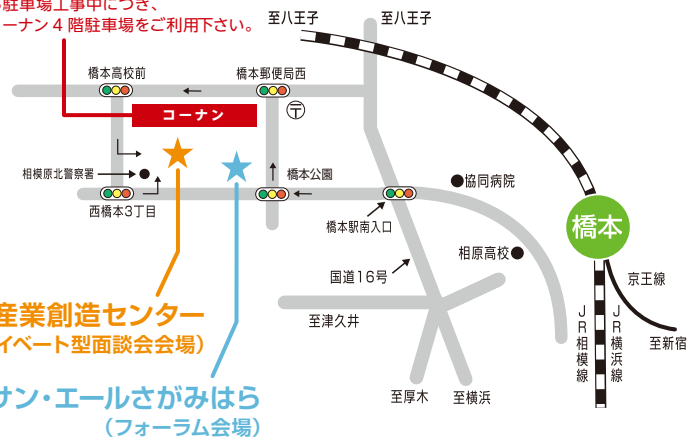 駐車場工事中につき、
ーナン4階駐車場をご利用下さい。
至八王子
至八王子
橋本高校前
橋本郵便局西
コーナン
〒
相模原北警察署
橋本公園
西橋本3丁目
協同病院
橋本駅南入口
橋本
相原高校
国道16号
京王線
産業創造センター
イベート型面談会会場）
至津久井
JR相模線
JR横浜線
至新宿
サン・エールさがみはら
（フォーラム会場）
至厚木
至横浜